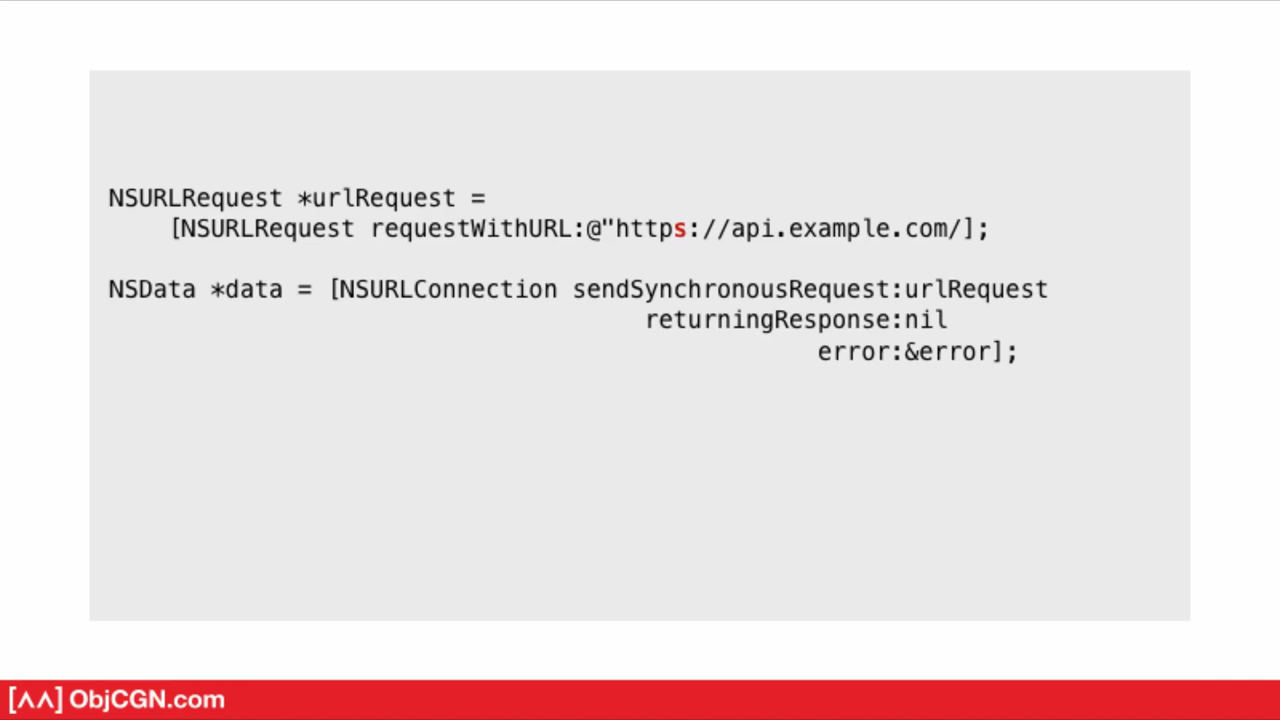 NSURLRequest *urlRequest =
[NSURLRequest requestWithURL:@"https://api.example.com/];
NSData *data = [NSURLConnection sendSynchronousRequest:urlRequest
returningResponse:nil
error:&error];
[ʌʌ] ObjCGN.com